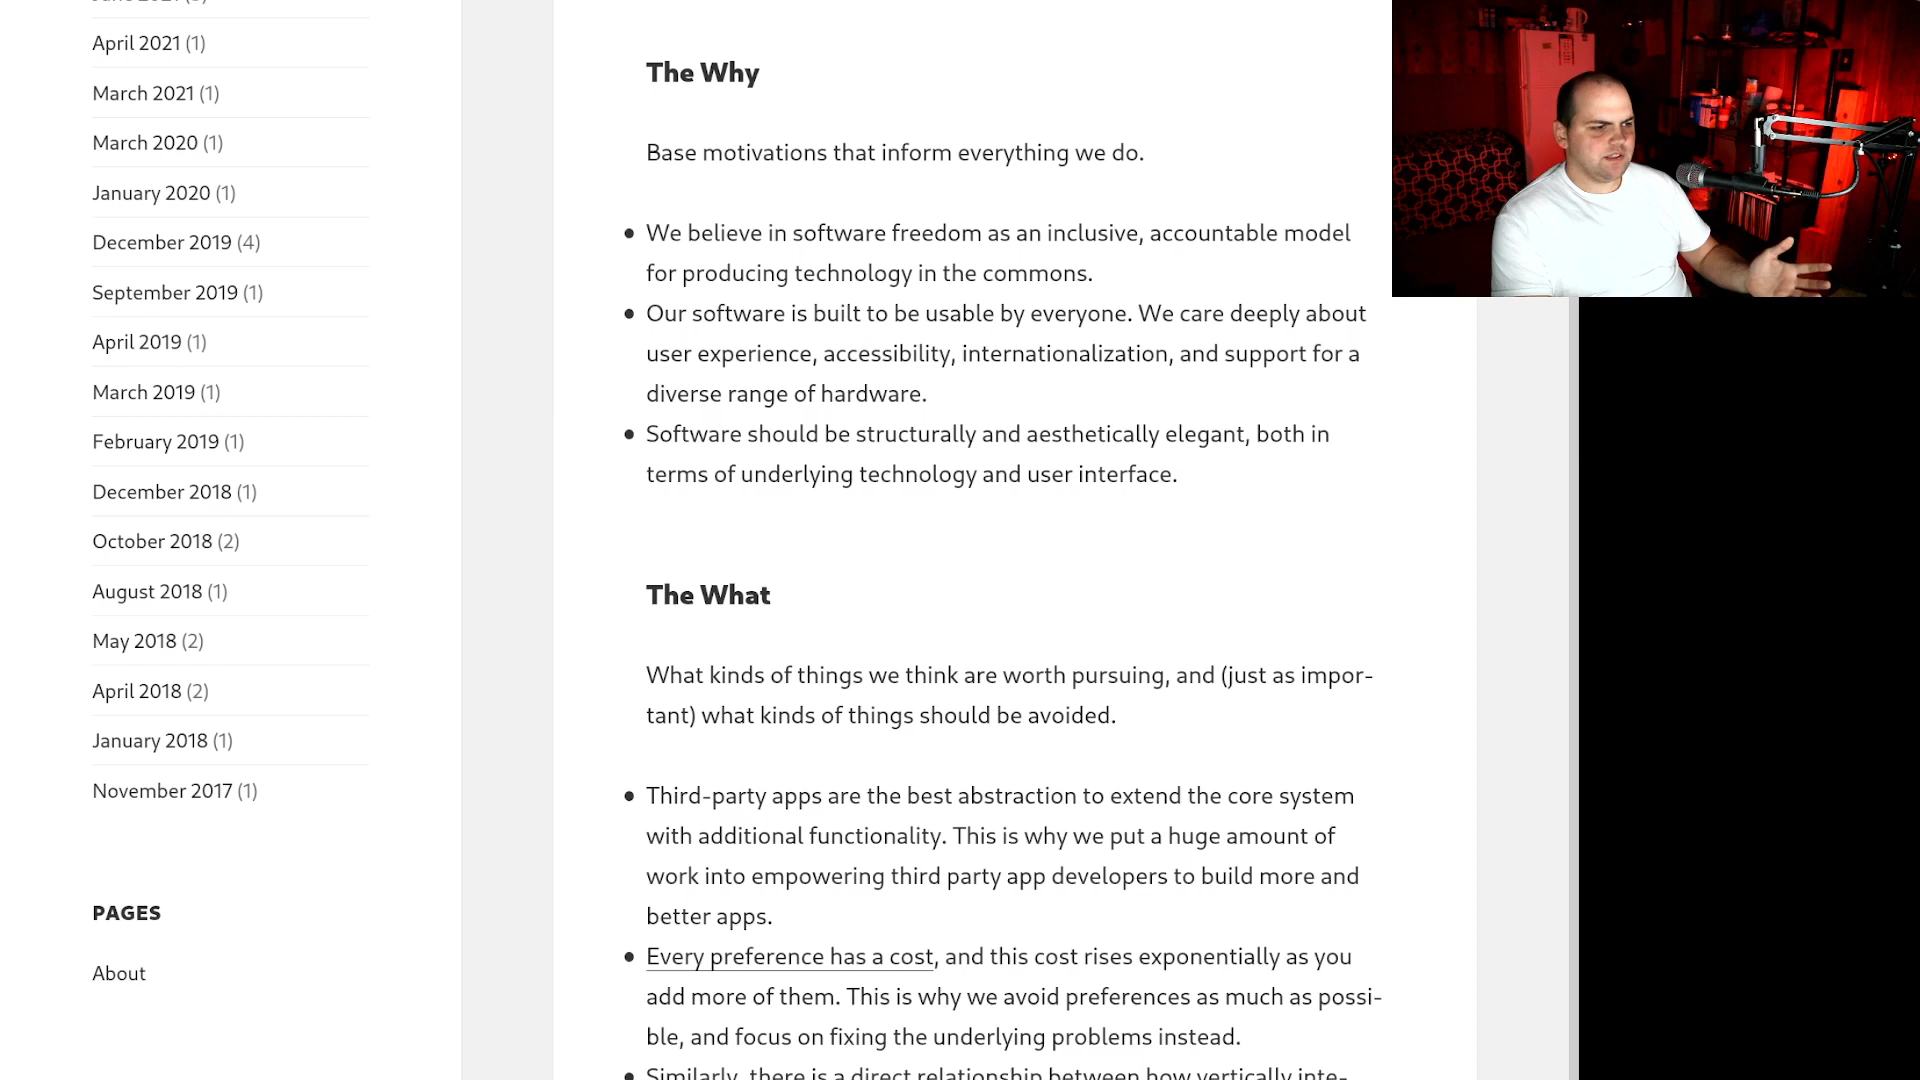 April 2021 (1)
March 2021 (1)
March 2020 (1)
January 2020 (1)
December 2019 (4)
September 2019 (1)
April 2019 (1)
March 2019 (1)
February 2019 (1)
December 2018 (1)
October 2018 (2)
August 2018 (1)
May 2018 (2)
April 2018 (2)
January 2018 (1)
November 2017 (1)
PAGES
About
The Why
Base motivations that inform everything we do.
We believe in software freedom as an inclusive, accountable model
for producing technology in the commons.
Our software is built to be usable by everyone. We care deeply about
user experience, accessibility, internationalization, and support for a
diverse range of hardware.
Software should be structurally and aesthetically elegant, both in
terms of underlying technology and user interface.
The What
What kinds of things we think are worth pursuing, and (just as impor-
tant) what kinds of things should be avoided.
Third-party apps are the best abstraction to extend the core system
with additional functionality. This is why we put a huge amount of
work into empowering third party app developers to build more and
better apps.
Every preference has a cost, and this cost rises exponentially as you
add more of them. This is why we avoid preferences as much as possi-
ble, and focus on fixing the underlying problems instead.
Similarly, there is a direct relationship between how vertically inte-